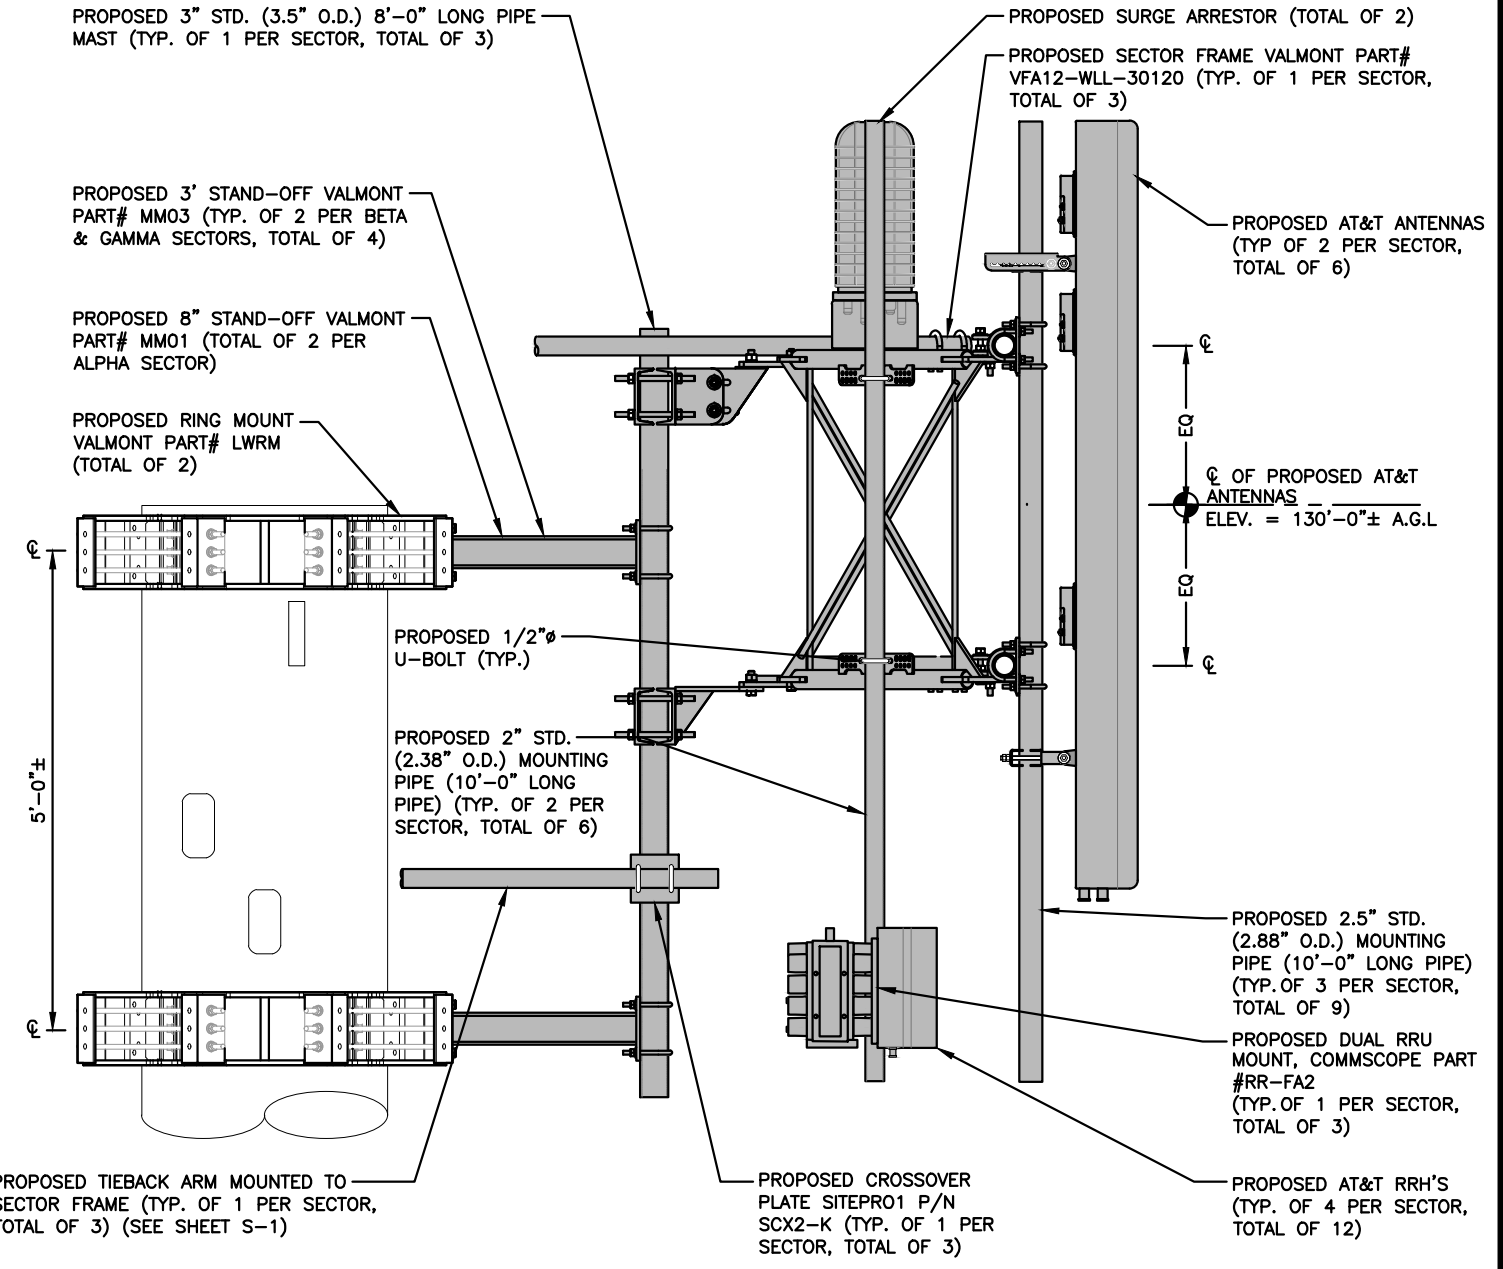 PROPOSED 3" STD. (3.5" O.D.) 8'-0" LONG PIPE
MAST (TYP. OF 1 PER SECTOR, TOTAL OF 3)
PROPOSED SURGE ARRESTOR (TOTAL OF 2)
PROPOSED SECTOR FRAME VALMONT PART#
VFA12-WLL-30120 (TYP. OF 1 PER SECTOR,
TOTAL OF 3)
PROPOSED 3' STAND-OFF VALMONT
PART# MM03 (TYP. OF 2 PER BETA
& GAMMA SECTORS, TOTAL OF 4)
PROPOSED AT&T ANTENNAS
(TYP OF 2 PER SECTOR,
TOTAL OF 6)
PROPOSED 8" STAND-OFF VALMONT
PART# MM01 (TOTAL OF 2 PER
ALPHA SECTOR)
℄
PROPOSED RING MOUNT
VALMONT PART# LWRM
(TOTAL OF 2)
EQ
℄ OF PROPOSED AT&T
ANTENNAS
ELEV. = 130'-0"± A.G.L
℄
EQ
PROPOSED 1/2"ø
U-BOLT (TYP.)
℄
5'-0"±
PROPOSED 2" STD.
(2.38" O.D.) MOUNTING
PIPE (10'-0" LONG
PIPE) (TYP. OF 2 PER
SECTOR, TOTAL OF 6)
PROPOSED 2.5" STD.
(2.88" O.D.) MOUNTING
PIPE (10'-0" LONG PIPE)
(TYP.OF 3 PER SECTOR,
TOTAL OF 9)
℄
PROPOSED DUAL RRU
MOUNT, COMMSCOPE PART
#RR-FA2
(TYP.OF 1 PER SECTOR,
TOTAL OF 3)
PROPOSED TIEBACK ARM MOUNTED TO
SECTOR FRAME (TYP. OF 1 PER SECTOR,
TOTAL OF 3) (SEE SHEET S-1)
PROPOSED CROSSOVER
PLATE SITEPRO1 P/N
SCX2-K (TYP. OF 1 PER
SECTOR, TOTAL OF 3)
PROPOSED AT&T RRH'S
(TYP. OF 4 PER SECTOR,
TOTAL OF 12)